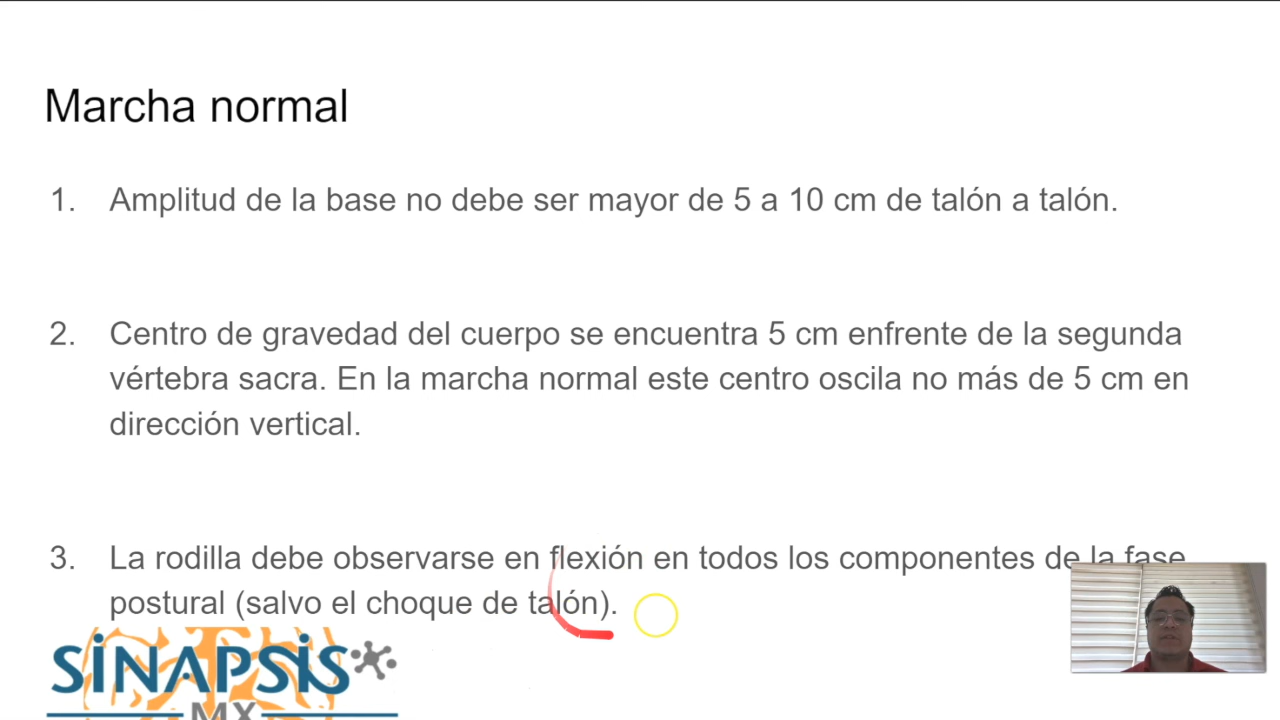 Marcha normal
1. Amplitud de la base no debe ser mayor de 5 a 10 cm de talón a talón.
2. Centro de gravedad del cuerpo se encuentra 5 cm enfrente de la segunda
vértebra sacra. En la marcha normal este centro oscila no más de 5 cm en
dirección vertical.
3. La rodilla debe observarse en flexión en todos los componentes de la fase
postural (salvo el choque de talón).
SiNAPSiS
MX